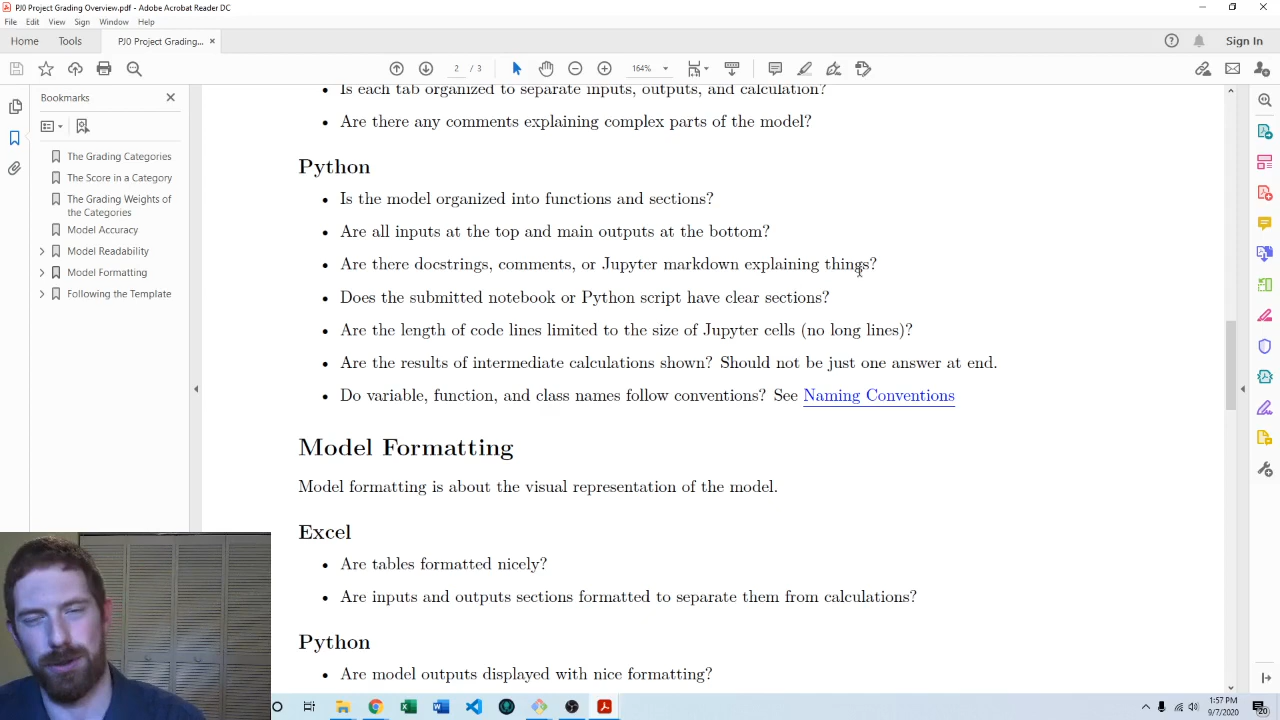 PJ0 Project Grading Overview.pdf - Adobe Acrobat Reader DC
File Edit View Sign Window Help
Home Tools PJ0 Project Grading... × Sign In
2 / 3 164%
Bookmarks
The Grading Categories
The Score in a Category
The Grading Weights of
the Categories
Model Accuracy
Model Readability
Model Formatting
Following the Template
• Is each tab organized to separate inputs, outputs, and calculation?
• Are there any comments explaining complex parts of the model?
Python
• Is the model organized into functions and sections?
• Are all inputs at the top and main outputs at the bottom?
• Are there docstrings, comments, or Jupyter markdown explaining things?
• Does the submitted notebook or Python script have clear sections?
• Are the length of code lines limited to the size of Jupyter cells (no long lines)?
• Are the results of intermediate calculations shown? Should not be just one answer at end.
• Do variable, function, and class names follow conventions? See Naming Conventions
Model Formatting
Model formatting is about the visual representation of the model.
Excel
• Are tables formatted nicely?
• Are inputs and outputs sections formatted to separate them from calculations?
Python
• Are model outputs displayed with nice formatting?
1:57 PM
9/7/2020
20